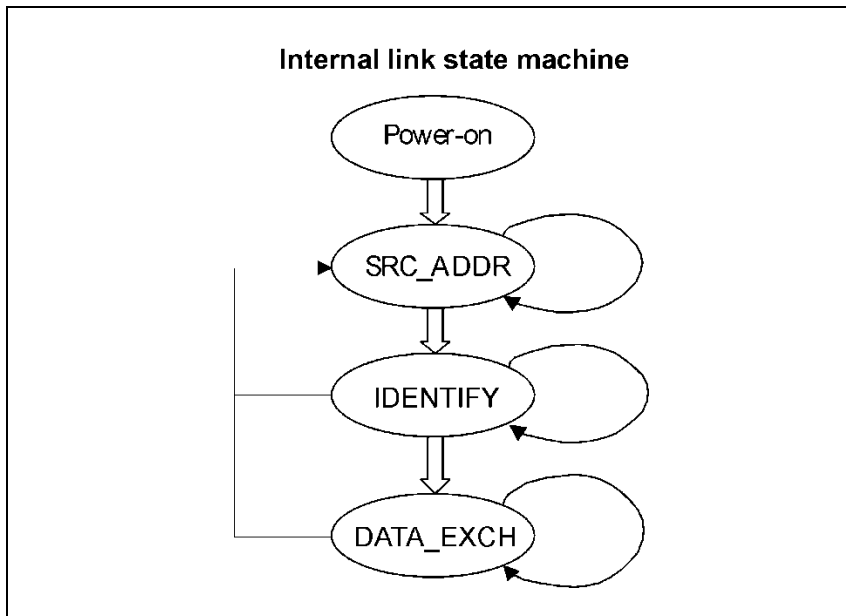 Internal link state machine
Power-on
SRC_ADDR
IDENTIFY
DATA_EXCH